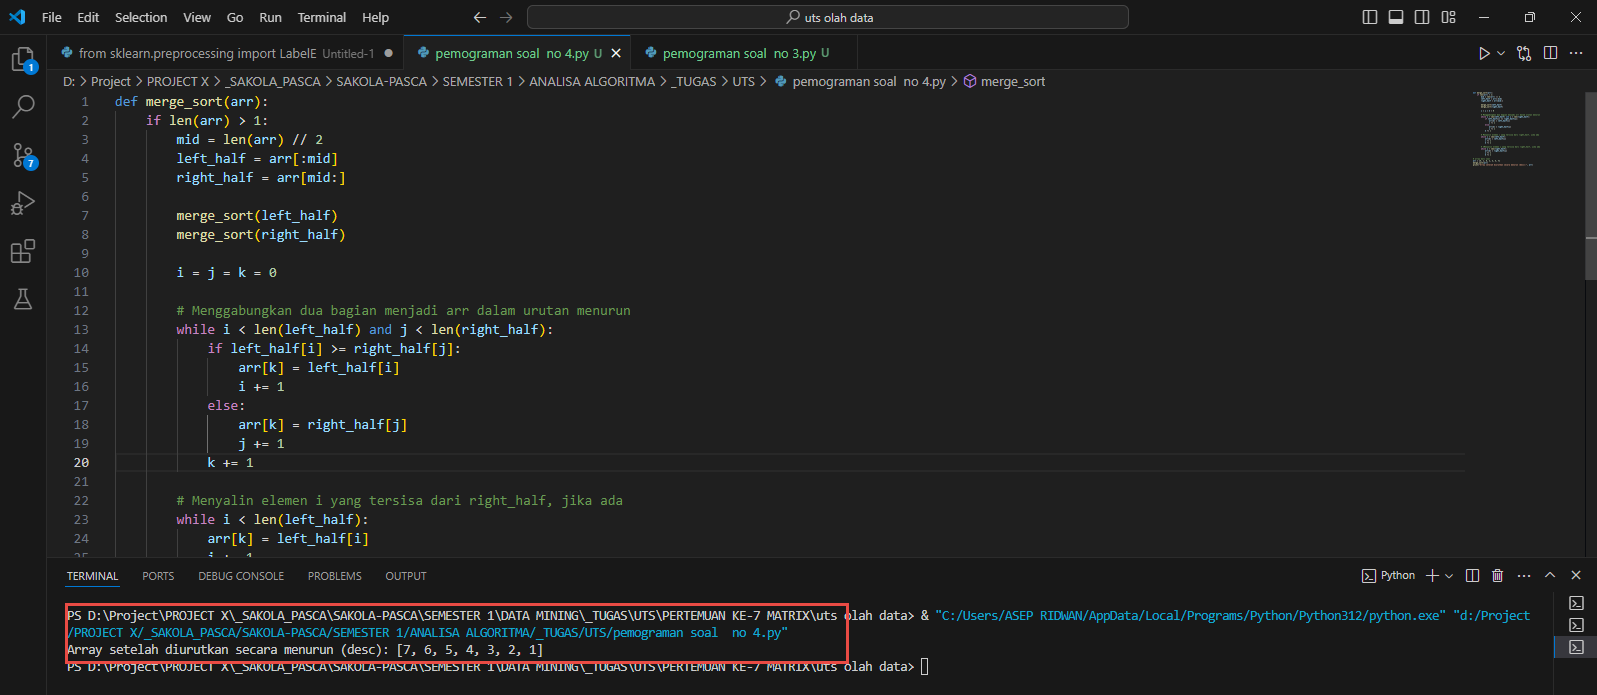 File Edit Selection View Go Run Terminal Help uts olah data
from sklearn.preprocessing import LabelE Untitled-1 pemograman soal no 4.py U pemograman soal no 3.py U
D: > Project > PROJECT X > _SAKOLA_PASCA > SAKOLA-PASCA > SEMESTER 1 > ANALISA ALGORITMA > _TUGAS > UTS > pemograman soal no 4.py > merge_sort
1 def merge_sort(arr):
2 if len(arr) > 1:
3 mid = len(arr) // 2
4 left_half = arr[:mid]
5 right_half = arr[mid:]
6
7 merge_sort(left_half)
8 merge_sort(right_half)
9
10 i = j = k = 0
11
12 # Menggabungkan dua bagian menjadi arr dalam urutan menurun
13 while i < len(left_half) and j < len(right_half):
14 if left_half[i] >= right_half[j]:
15 arr[k] = left_half[i]
16 i += 1
17 else:
18 arr[k] = right_half[j]
19 j += 1
20 k += 1
21
22 # Menyalin elemen i yang tersisa dari right_half, jika ada
23 while i < len(left_half):
24 arr[k] = left_half[i]
1
7
TERMINAL PORTS DEBUG CONSOLE PROBLEMS OUTPUT Python
PS D:\Project\PROJECT X\_SAKOLA_PASCA\SAKOLA-PASCA\SEMESTER 1\DATA MINING\_TUGAS\UTS\PERTEMUAN KE-7 MATRIX\uts olah data> & "C:/Users/ASEP RIDWAN/AppData/Local/Programs/Python/Python312/python.exe" "d:/Project
/PROJECT X/_SAKOLA_PASCA/SAKOLA-PASCA/SEMESTER 1/ANALISA ALGORITMA/_TUGAS/UTS/pemograman soal  no 4.py"
Array setelah diurutkan secara menurun (desc): [7, 6, 5, 4, 3, 2, 1]
PS D:\Project\PROJECT X\_SAKOLA_PASCA\SAKOLA-PASCA\SEMESTER 1\DATA MINING\_TUGAS\UTS\PERTEMUAN KE-7 MATRIX\uts olah data>